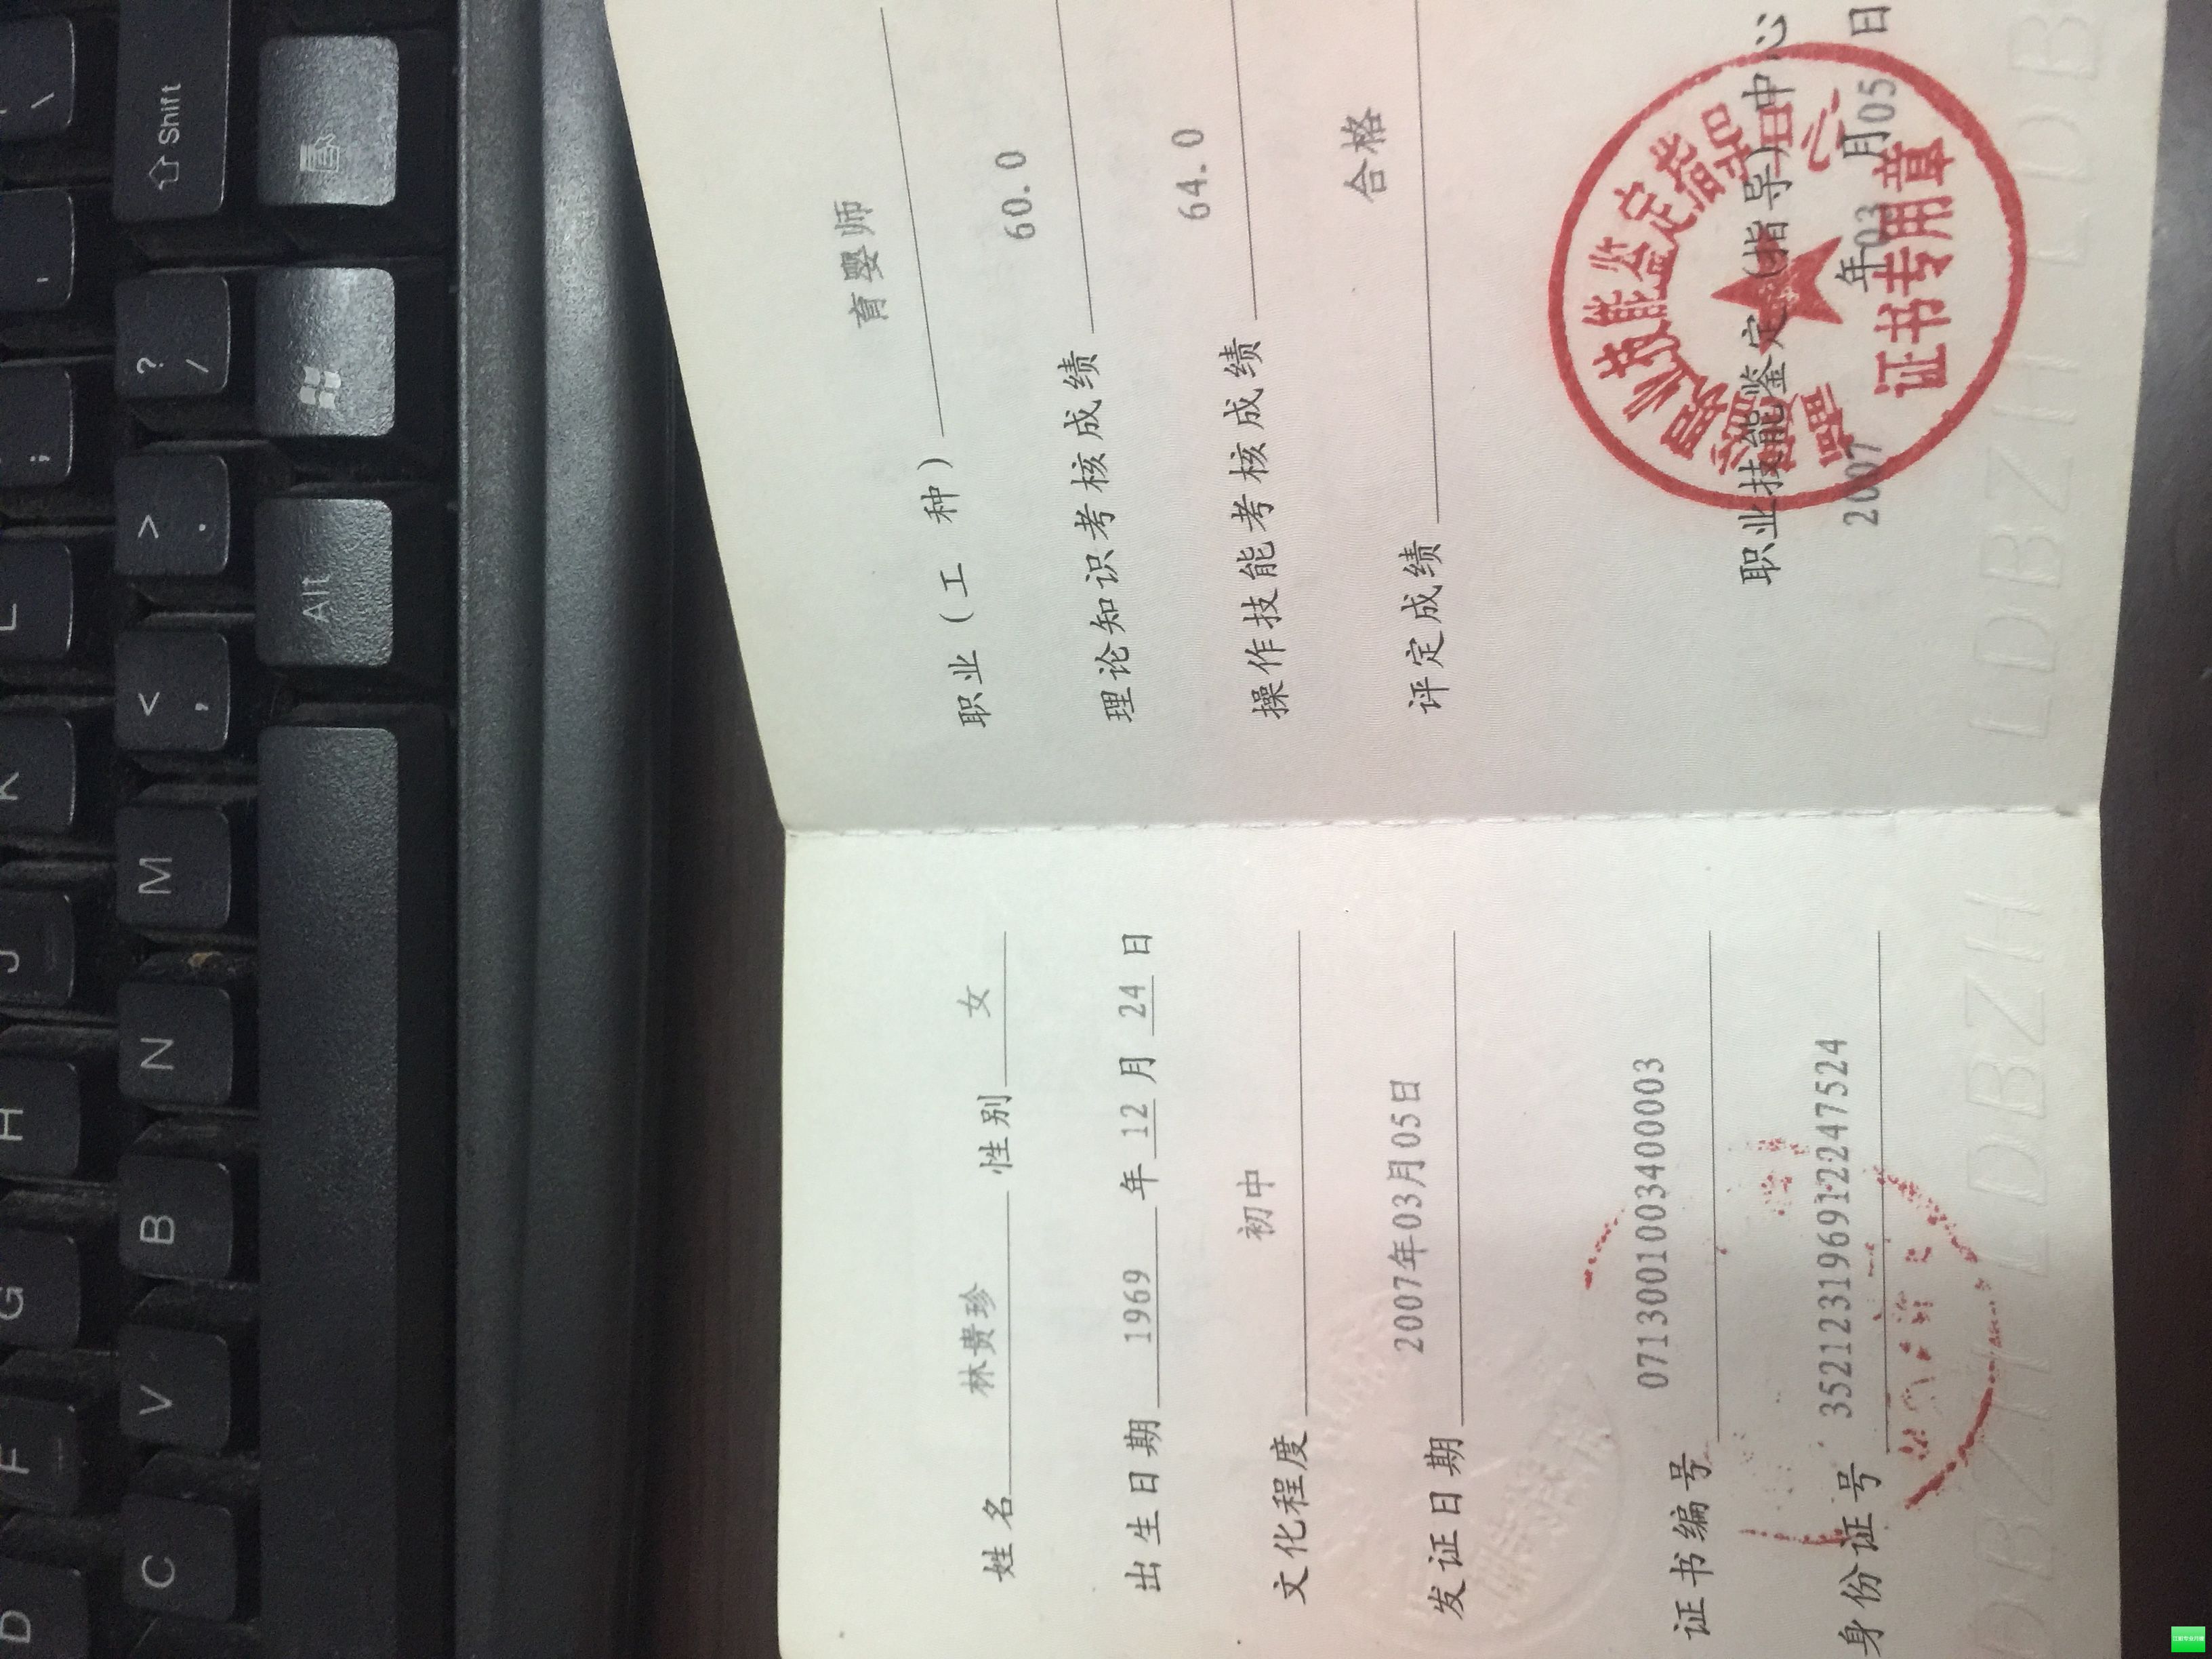 姓名 林贵珍 性别 女
出生日期 1969 年 12 月 24 日
文化程度 初中
发证日期 2007年03月05日
证书编号 0713001003400003
身份证号 352123196912247524
职业（工 种） 育婴师
理论知识考核成绩 60.0
操作技能考核成绩 64.0
评定成绩 合格
职业技能鉴定(指导)中心
2007 年 03 月 05 日
证书专用章
LDBZH LDBZH LDB
Shift
Alt
? /
> .
< ,
M
N
B
V
C
L
K
J
H
G
F
D
;
\